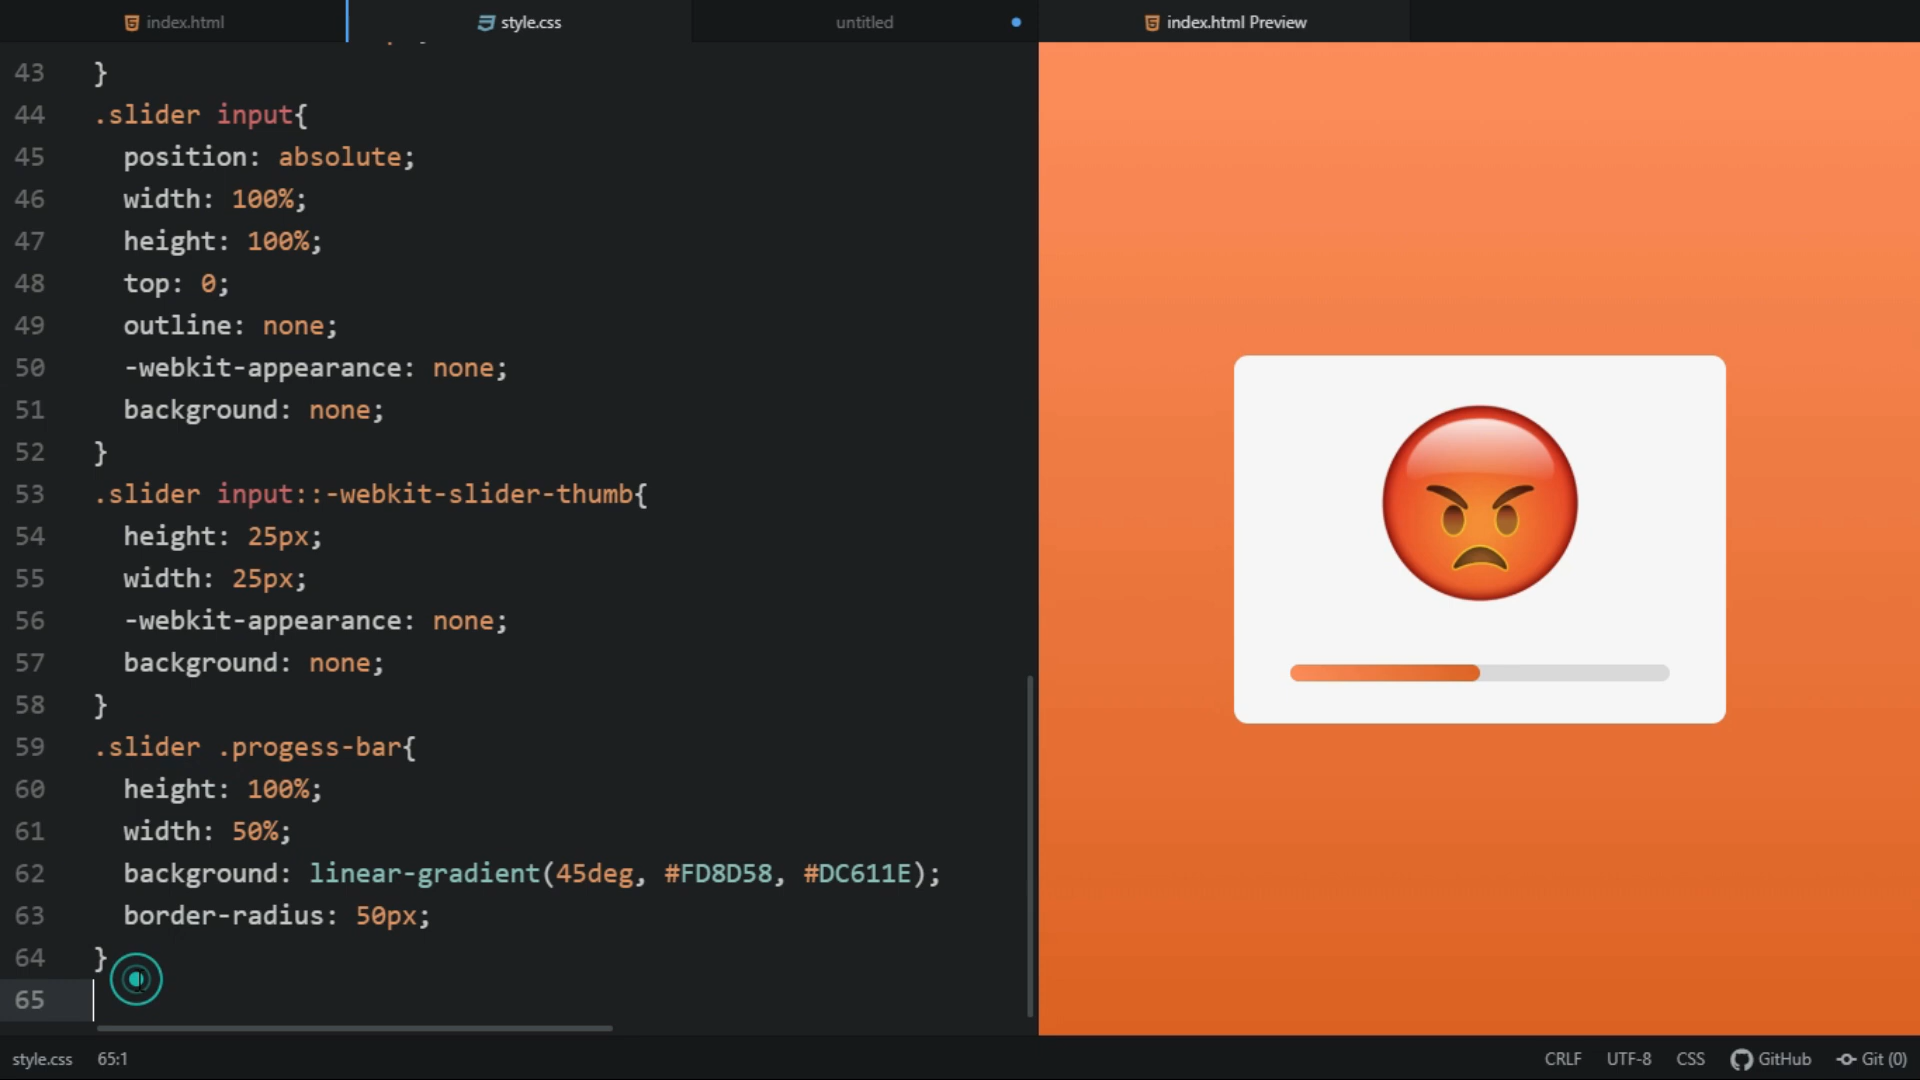 index.html
style.css
untitled
index.html Preview
43 }
44 .slider input{
45 position: absolute;
46 width: 100%;
47 height: 100%;
48 top: 0;
49 outline: none;
50 -webkit-appearance: none;
51 background: none;
52 }
53 .slider input::-webkit-slider-thumb{
54 height: 25px;
55 width: 25px;
56 -webkit-appearance: none;
57 background: none;
58 }
59 .slider .progess-bar{
60 height: 100%;
61 width: 50%;
62 background: linear-gradient(45deg, #FD8D58, #DC611E);
63 border-radius: 50px;
64 }
65
style.css 65:1
CRLF UTF-8 CSS GitHub Git (0)